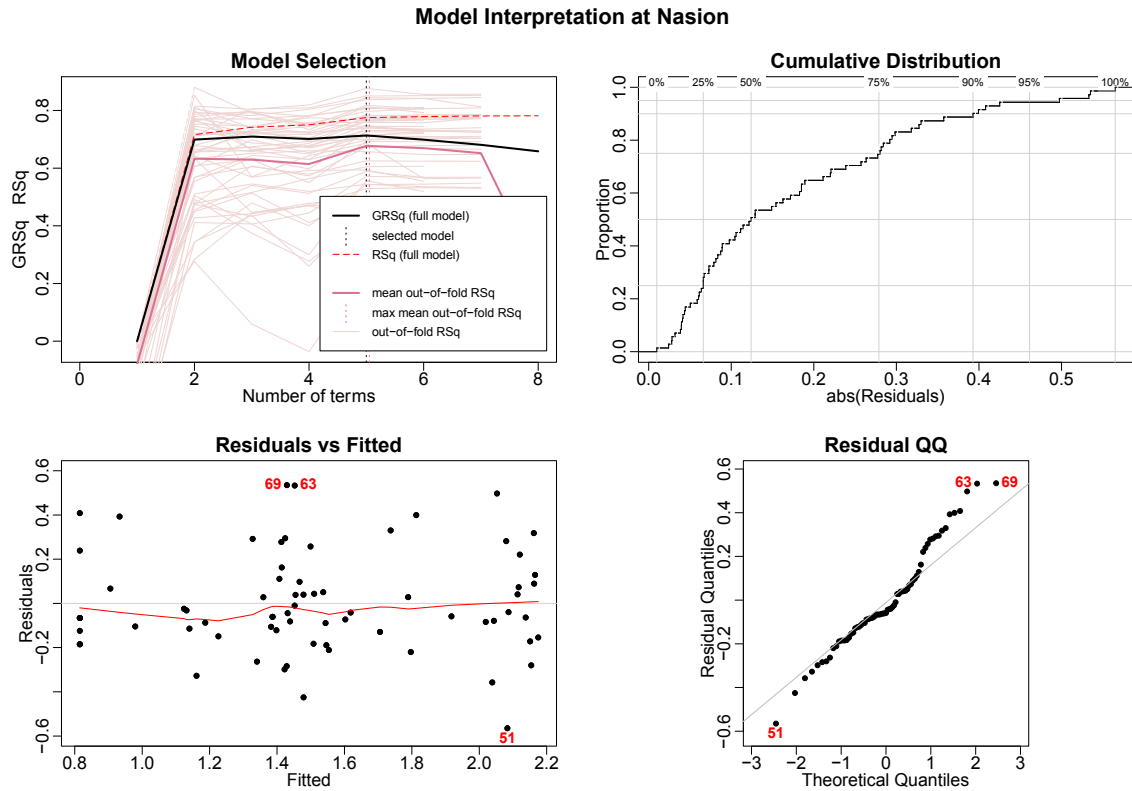 Model Interpretation at Nasion
Model Selection
GRSq RSq
0
0.2
0.4
0.6
0.8
GRSq (full model)
selected model
RSq (full model)
mean out−of−fold RSq
max mean out−of−fold RSq
out−of−fold RSq
0 2 4 6 8
Number of terms
Cumulative Distribution
0% 25% 50% 75% 90% 95% 100%
Proportion
0.0 0.2 0.4 0.6 0.8 1.0
0.0 0.1 0.2 0.3 0.4 0.5
abs(Residuals)
Residuals vs Fitted
Residuals
−0.6 −0.2 0.2 0.6
69 63
51
0.8 1.0 1.2 1.4 1.6 1.8 2.0 2.2
Fitted
Residual QQ
Residual Quantiles
−0.6 −0.2 0.2 0.6
63 69
51
−3 −2 −1 0 1 2 3
Theoretical Quantiles